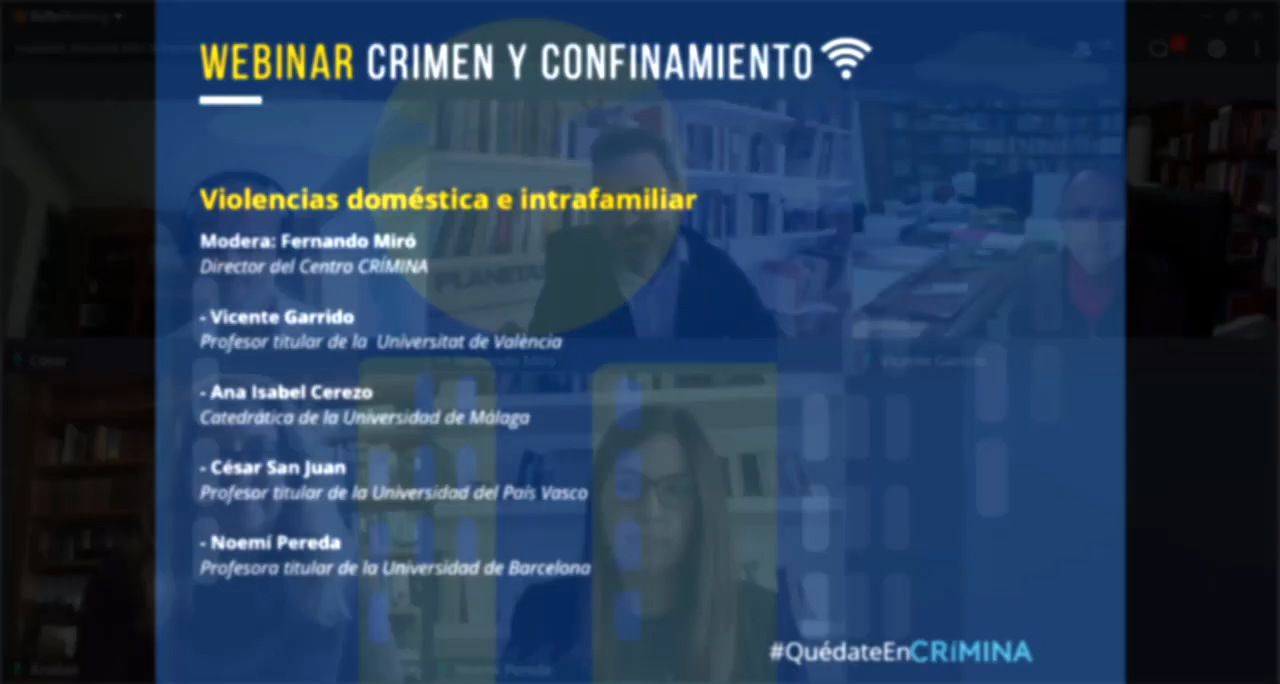 WEBINAR CRIMEN Y CONFINAMIENTO
Violencias doméstica e intrafamiliar
Modera: Fernando Miró
Director del Centro CRÍMINA
- Vicente Garrido
Profesor titular de la Universitat de València
- Ana Isabel Cerezo
Catedrática de la Universidad de Málaga
- César San Juan
Profesor titular de la Universidad del País Vasco
- Noemí Pereda
Profesora titular de la Universidad de Barcelona
#QuédateEnCRÍMINA
PLANETA